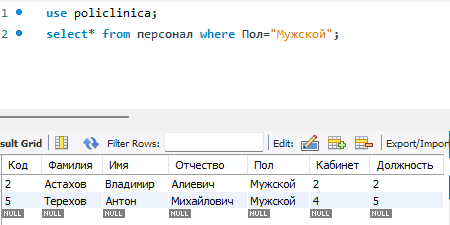 1 use policlinica;
2 select* from персонал where Пол="Мужской";
sult Grid Filter Rows: Edit: Export/Import
Код Фамилия Имя Отчество Пол Кабинет Должность
2 Астахов Владимир Алиевич Мужской 2 2
5 Терехов Антон Михайлович Мужской 4 5
NULL NULL NULL NULL NULL NULL NULL